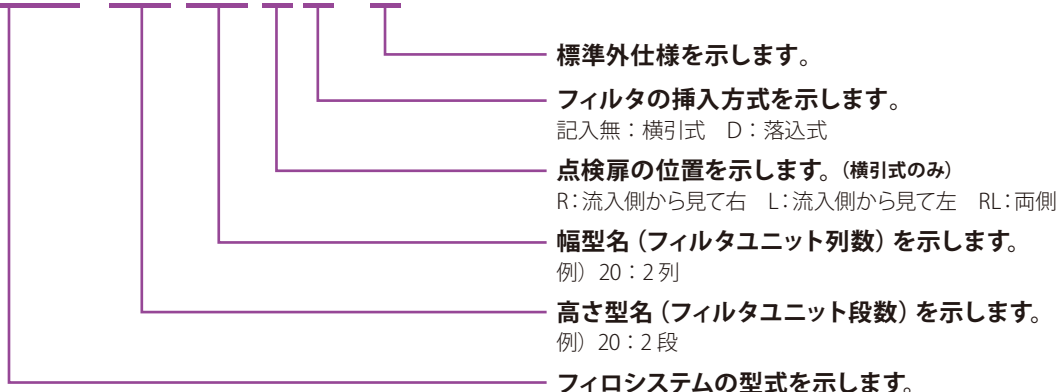 標準外仕様を示します。
フィルタの挿入方式を示します。
記入無：横引式　D：落込式
点検扉の位置を示します。（横引式のみ）
R：流入側から見て右　L：流入側から見て左　RL：両側
幅型名（フィルタユニット列数）を示します。
例）20：2列
高さ型名（フィルタユニット段数）を示します。
例）20：2段
フィロシステムの型式を示します。